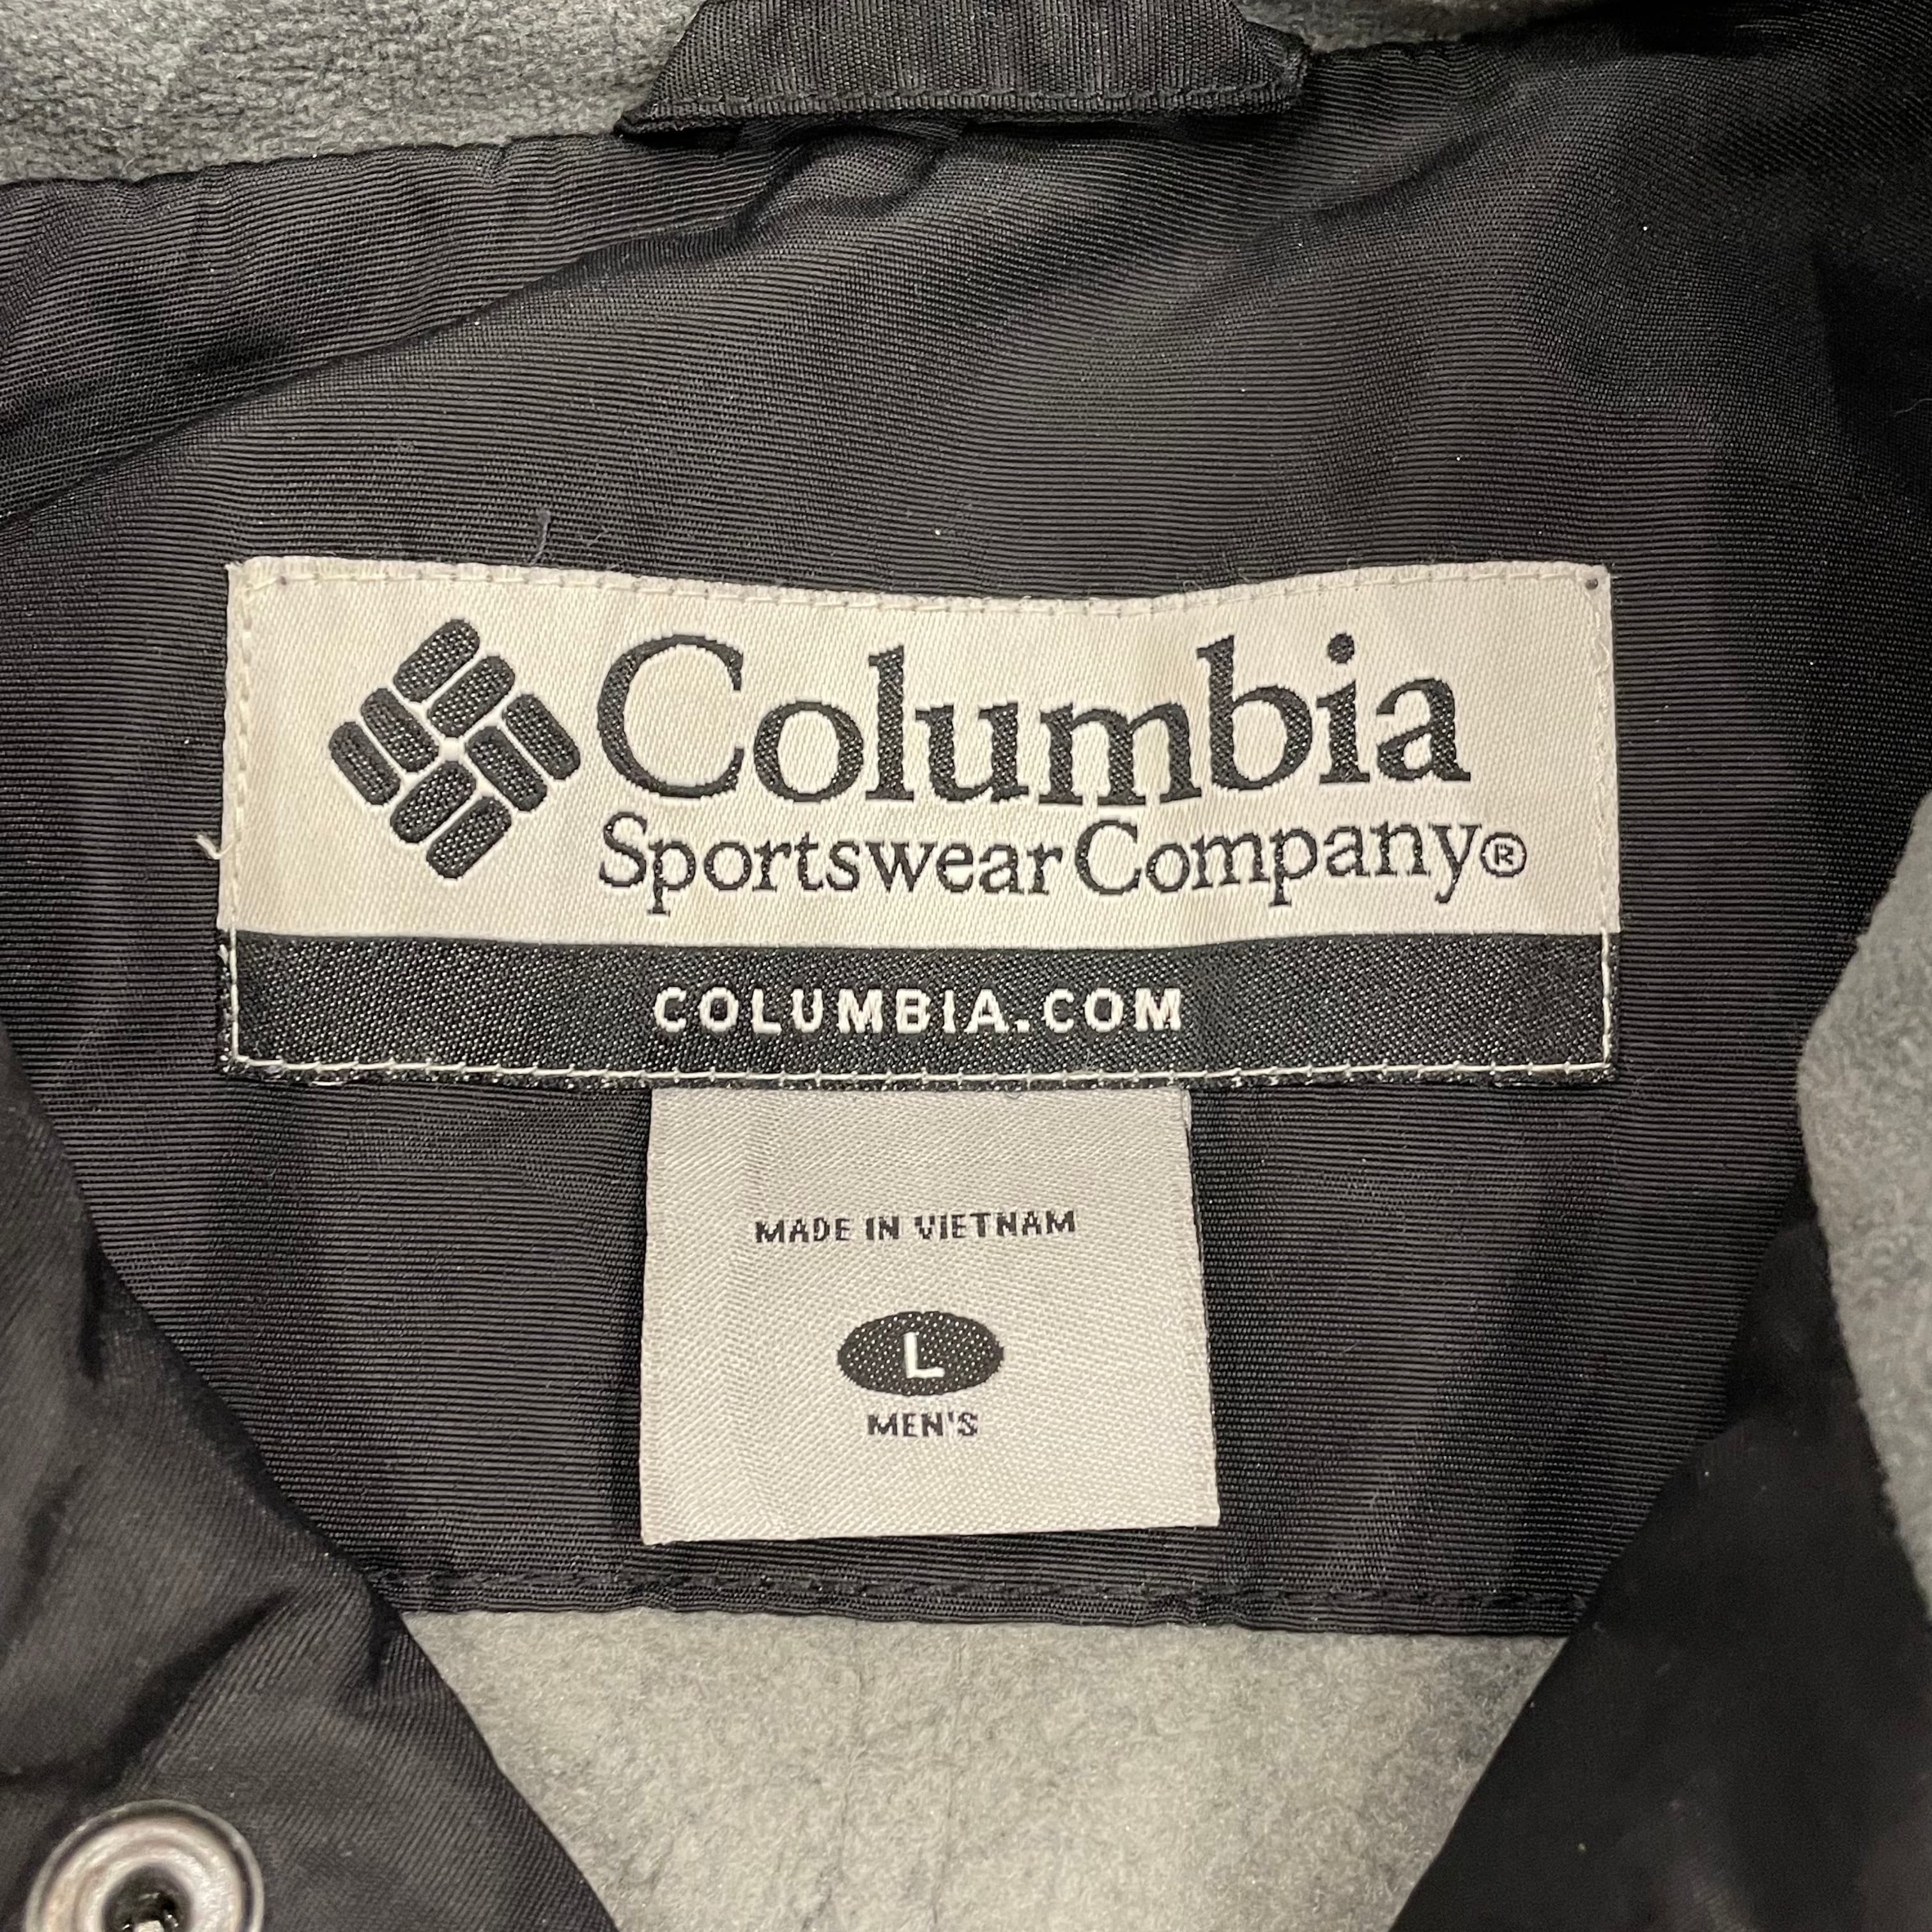 Columbia
Sportswear Company®
COLUMBIA.COM
MADE IN VIETNAM
L
MEN'S